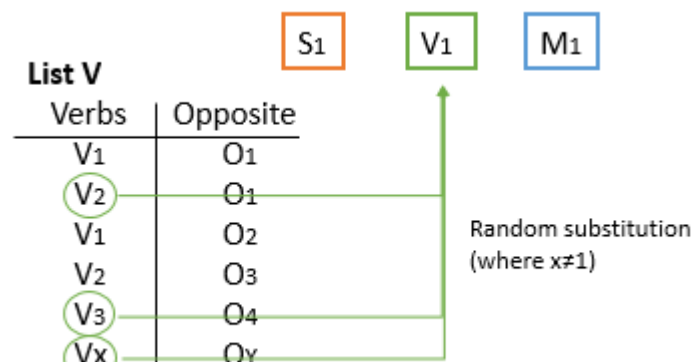 S1 V1 M1
List V
Verbs Opposite
V1 O1
V2 O1
V1 O2
V2 O3
V3 O4
Vx OY
Random substitution
(where x≠1)